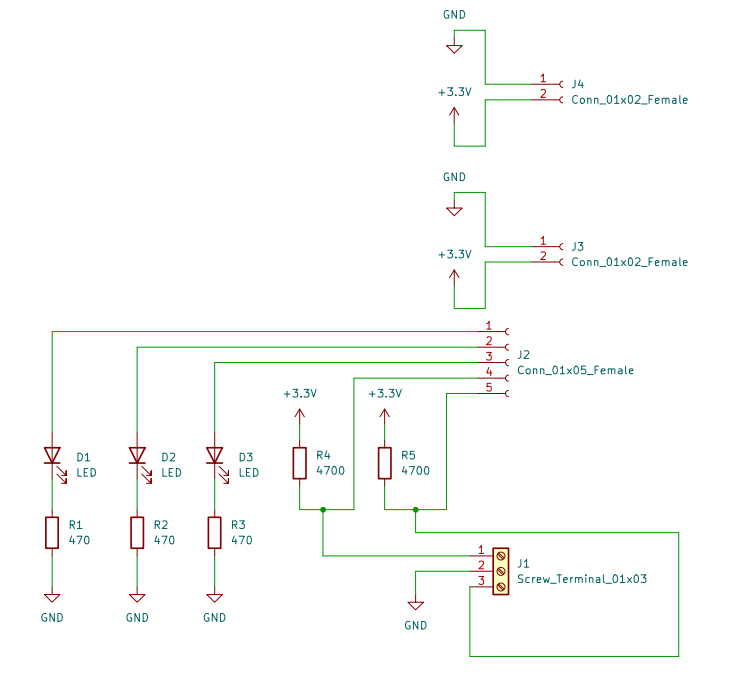 GND
1 J4
+3.3V 2 Conn_01x02_Female
GND
1 J3
+3.3V 2 Conn_01x02_Female
1
2
3 J2
4 Conn_01x05_Female
5
+3.3V +3.3V
D1 D2 D3 R4 R5
LED LED LED 4700 4700
R1 R2 R3
470 470 470
1 J1
2 Screw_Terminal_01x03
3
GND GND GND GND